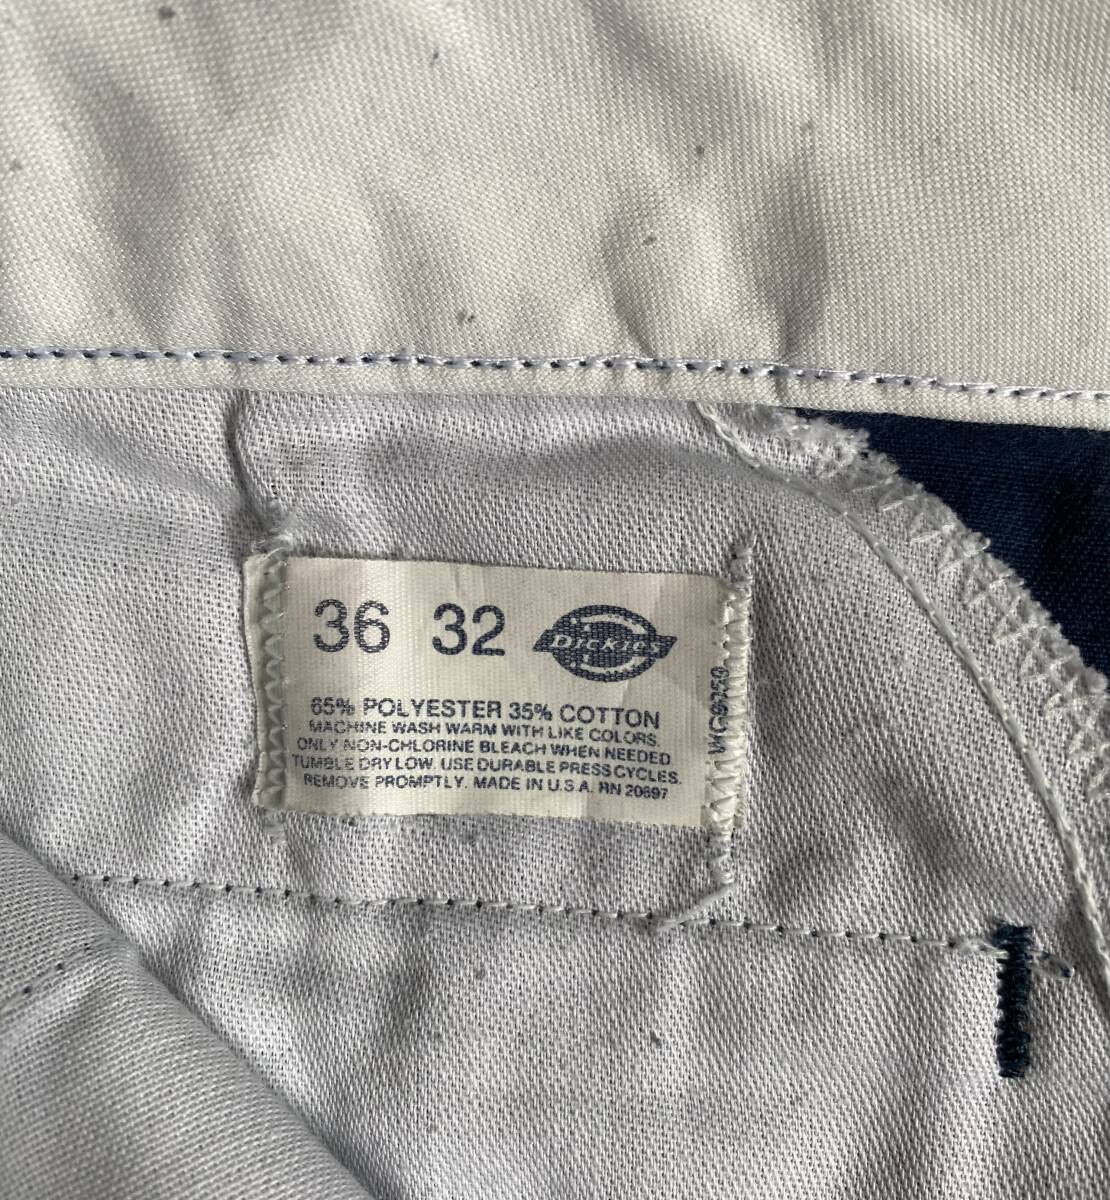 36 32 DICKIES
65% POLYESTER 35% COTTON
MACHINE WASH WARM WITH LIKE COLORS.
ONLY NON-CHLORINE BLEACH WHEN NEEDED.
TUMBLE DRY LOW. USE DURABLE PRESS CYCLES.
REMOVE PROMPTLY. MADE IN U.S.A. RN 20697